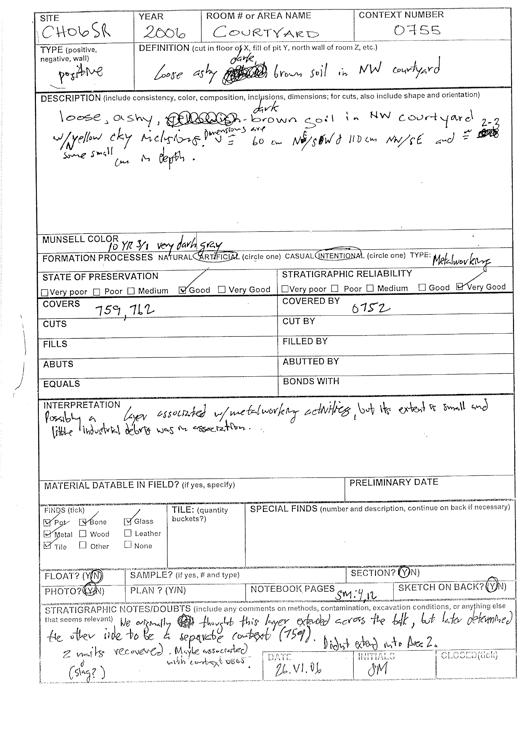 SITE YEAR ROOM # OR AREA NAME CONTEXT NUMBER
CH06SR 2006 COURTYARD 0755
TYPE (positive, negative, wall) DEFINITION (cut in floor of X, fill of pit Y, north wall of room Z, etc.)
positive loose ashy dark brown soil in NW courtyard
DESCRIPTION (include consistency, color, composition, inclusions, dimensions; for cuts, also include shape and orientation)
loose, ashy, dark-brown soil in NW courtyard
w/ yellow clay inclusions. Dimensions are ≈ 60 cm NE/SW & 110 cm NW/SE and ≈ 2-3
some small cm in depth.
MUNSELL COLOR 10 YR 3/1 very dark gray
FORMATION PROCESSES NATURAL/ARTIFICIAL (circle one) CASUAL/INTENTIONAL (circle one) TYPE: Metalworking
STATE OF PRESERVATION STRATIGRAPHIC RELIABILITY
Very poor Poor Medium Good Very Good Very poor Poor Medium Good Very Good
COVERS 759, 762 COVERED BY 0752
CUTS CUT BY
FILLS FILLED BY
ABUTS ABUTTED BY
EQUALS BONDS WITH
INTERPRETATION
Possibly a layer associated w/ metalworking activities, but its extent is small and
little industrial debris was in association.
MATERIAL DATABLE IN FIELD? (if yes, specify) PRELIMINARY DATE
FINDS (tick) TILE: (quantity buckets?) SPECIAL FINDS (number and description, continue on back if necessary)
Pot Bone Glass
Metal Wood Leather
Tile Other None
FLOAT? (Y/N) SAMPLE? (if yes, # and type) SECTION? (Y/N)
PHOTO? (Y/N) PLAN? (Y/N) NOTEBOOK PAGES SM: 4, 12 SKETCH ON BACK? (Y/N)
STRATIGRAPHIC NOTES/DOUBTS (include any comments on methods, contamination, excavation conditions, or anything else
that seems relevant) We originally thought this layer extended across the balk, but later determined
the other side to be a separate context (759). Didn't extend into Area 2.
2 nails recovered. Maybe associated
with context
(slag?)
DATE INITIALS CLOSED (tick)
26.VI.06 SM